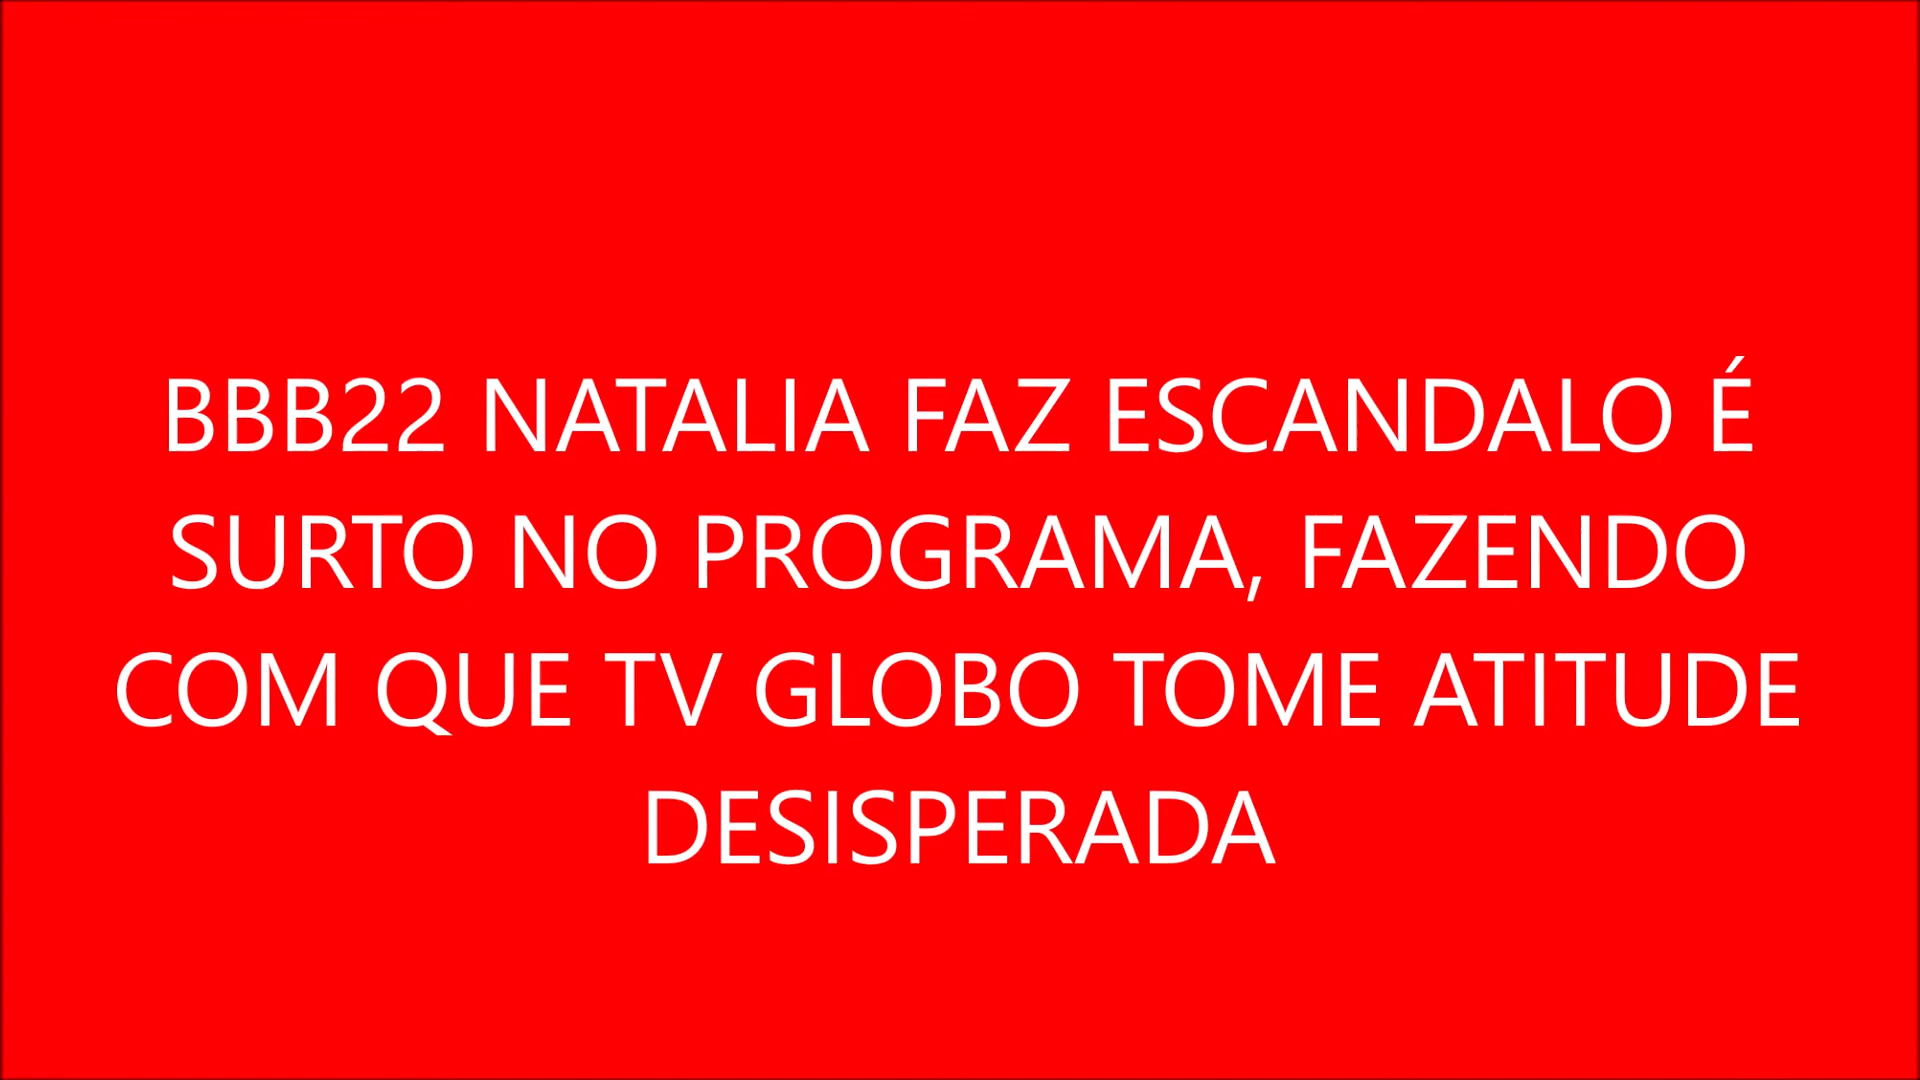 BBB22 NATALIA FAZ ESCANDALO É
SURTO NO PROGRAMA, FAZENDO
COM QUE TV GLOBO TOME ATITUDE
DESISPERADA